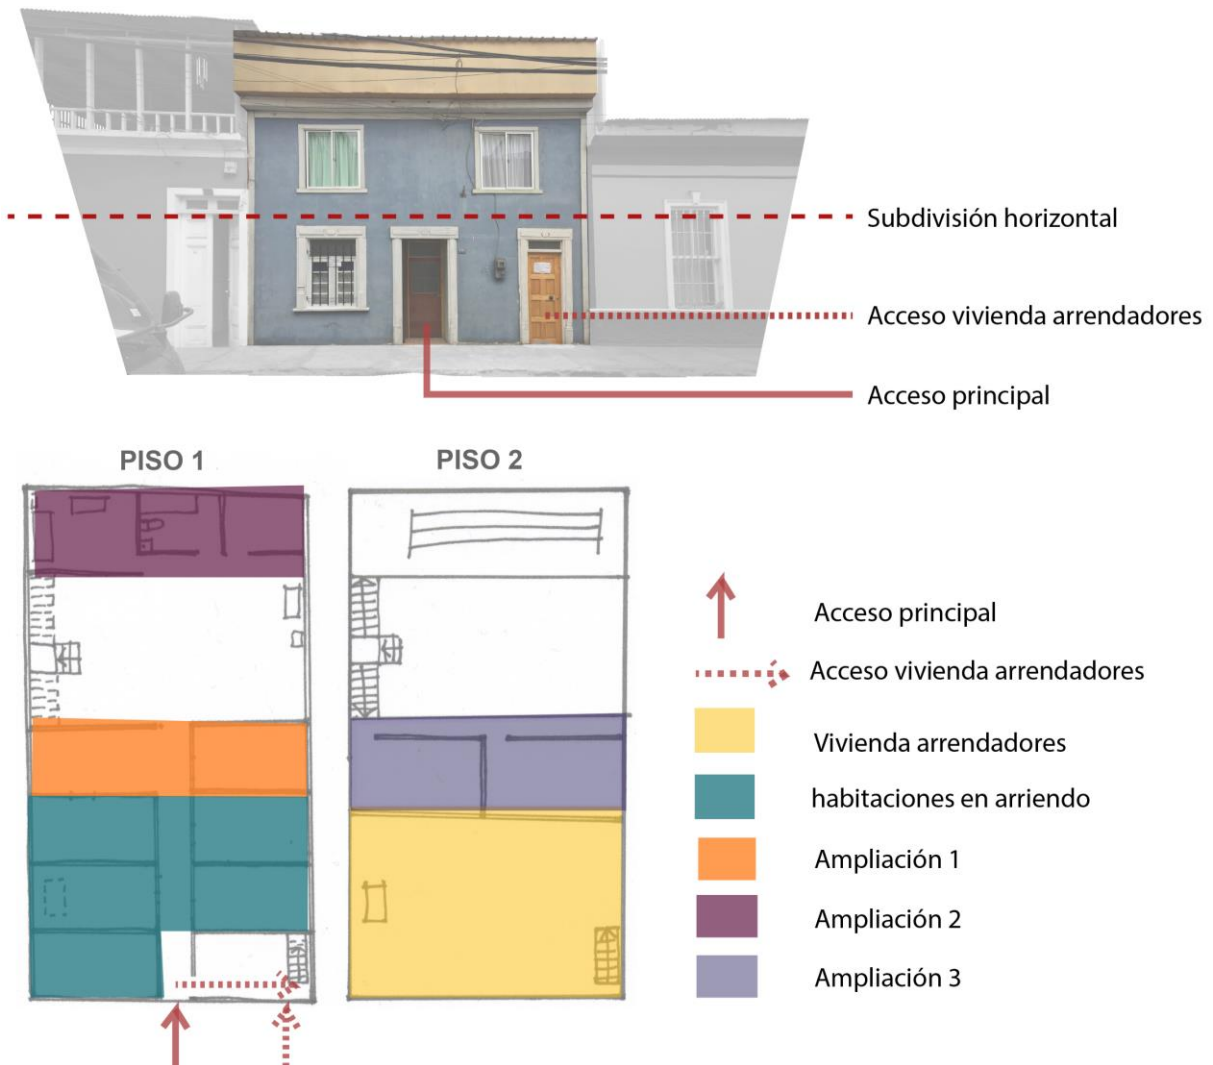 Subdivisión horizontal
Acceso vivienda arrendadores
Acceso principal
PISO 1
PISO 2
Acceso principal
Acceso vivienda arrendadores
Vivienda arrendadores
habitaciones en arriendo
Ampliación 1
Ampliación 2
Ampliación 3